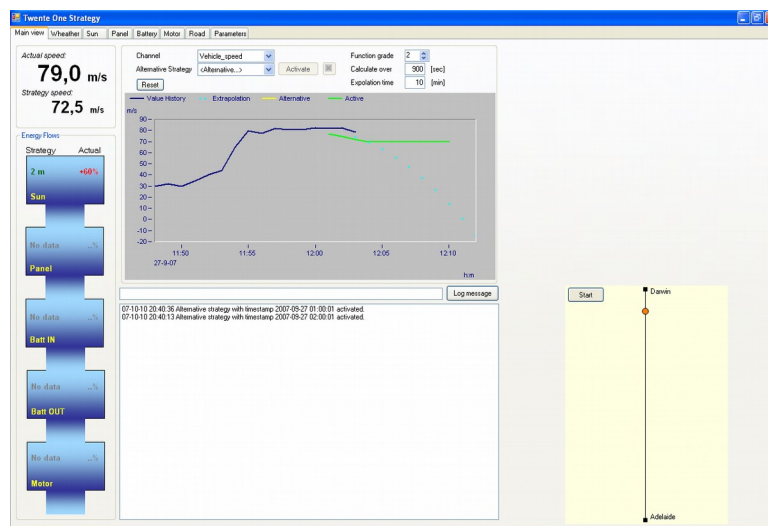 Twente One Strategy
Main view Wheather Sun Panel Battery Motor Road Parameters
Actual speed:
79,0 m/s
Strategy speed:
72,5 m/s
Channel Vehicle_speed Function grade 2
Alternative Strategy <Alternative...> Activate Calculate over 900 [sec]
Reset Expolation time 10 [min]
Value History Extrapolation Alternative Active
m/s
90
80
70
60
50
40
30
20
10
0
-10
-20
11:50 11:55 12:00 12:05 12:10
27-9-07
h:m
Energy Flows
Strategy Actual
2 m +60%
Sun
No data ..%
Panel
No data ..%
Batt IN
No data ..%
Batt OUT
No data ..%
Motor
Log message
07-10-10 20:40:36 Alternative strategy with timestamp 2007-09-27 01:00:01 activated.
07-10-10 20:40:13 Alternative strategy with timestamp 2007-09-27 02:00:01 activated.
Start
Darwin
Adelaide